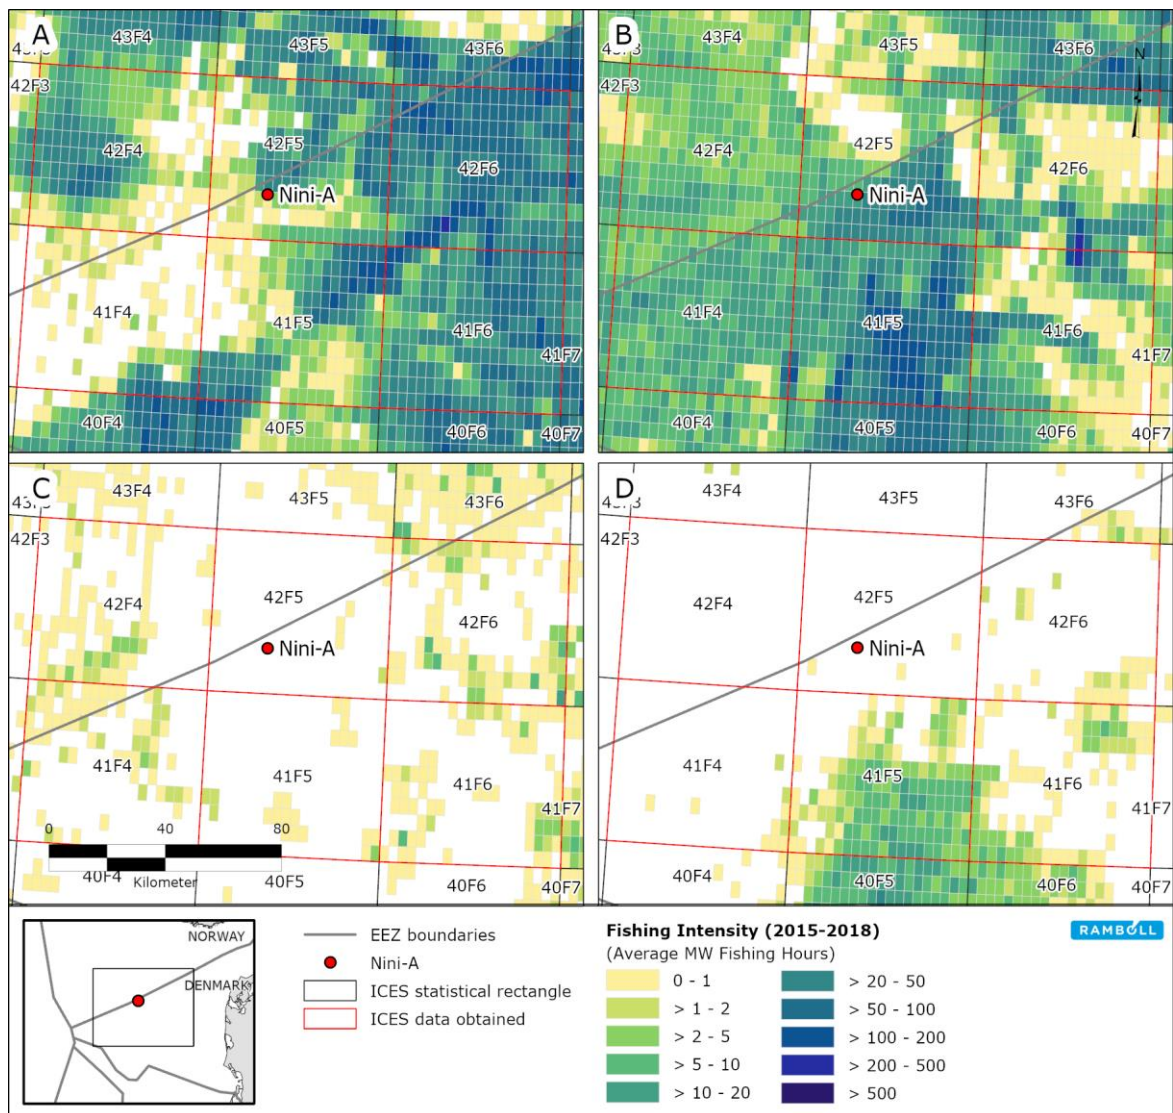 A
43F4
43F5
43F6
42F3
42F4
42F5
42F6
Nini-A
41F4
41F5
41F6
41F7
40F4
40F5
40F6
40F7
B
43F4
43F5
43F6
N
42F3
42F4
42F5
42F6
Nini-A
41F4
41F5
41F6
41F7
40F4
40F5
40F6
40F7
C
43F4
43F5
43F6
42F3
42F4
42F5
42F6
Nini-A
41F4
41F5
41F6
41F7
0 40 80
Kilometer
40F4
40F5
40F6
40F7
D
43F4
43F5
43F6
42F3
42F4
42F5
42F6
Nini-A
41F4
41F5
41F6
41F7
40F4
40F5
40F6
40F7
NORWAY
DENMARK
EEZ boundaries
Nini-A
ICES statistical rectangle
ICES data obtained
Fishing Intensity (2015-2018)
(Average MW Fishing Hours)
0 - 1
> 1 - 2
> 2 - 5
> 5 - 10
> 10 - 20
> 20 - 50
> 50 - 100
> 100 - 200
> 200 - 500
> 500
RAMBOLL